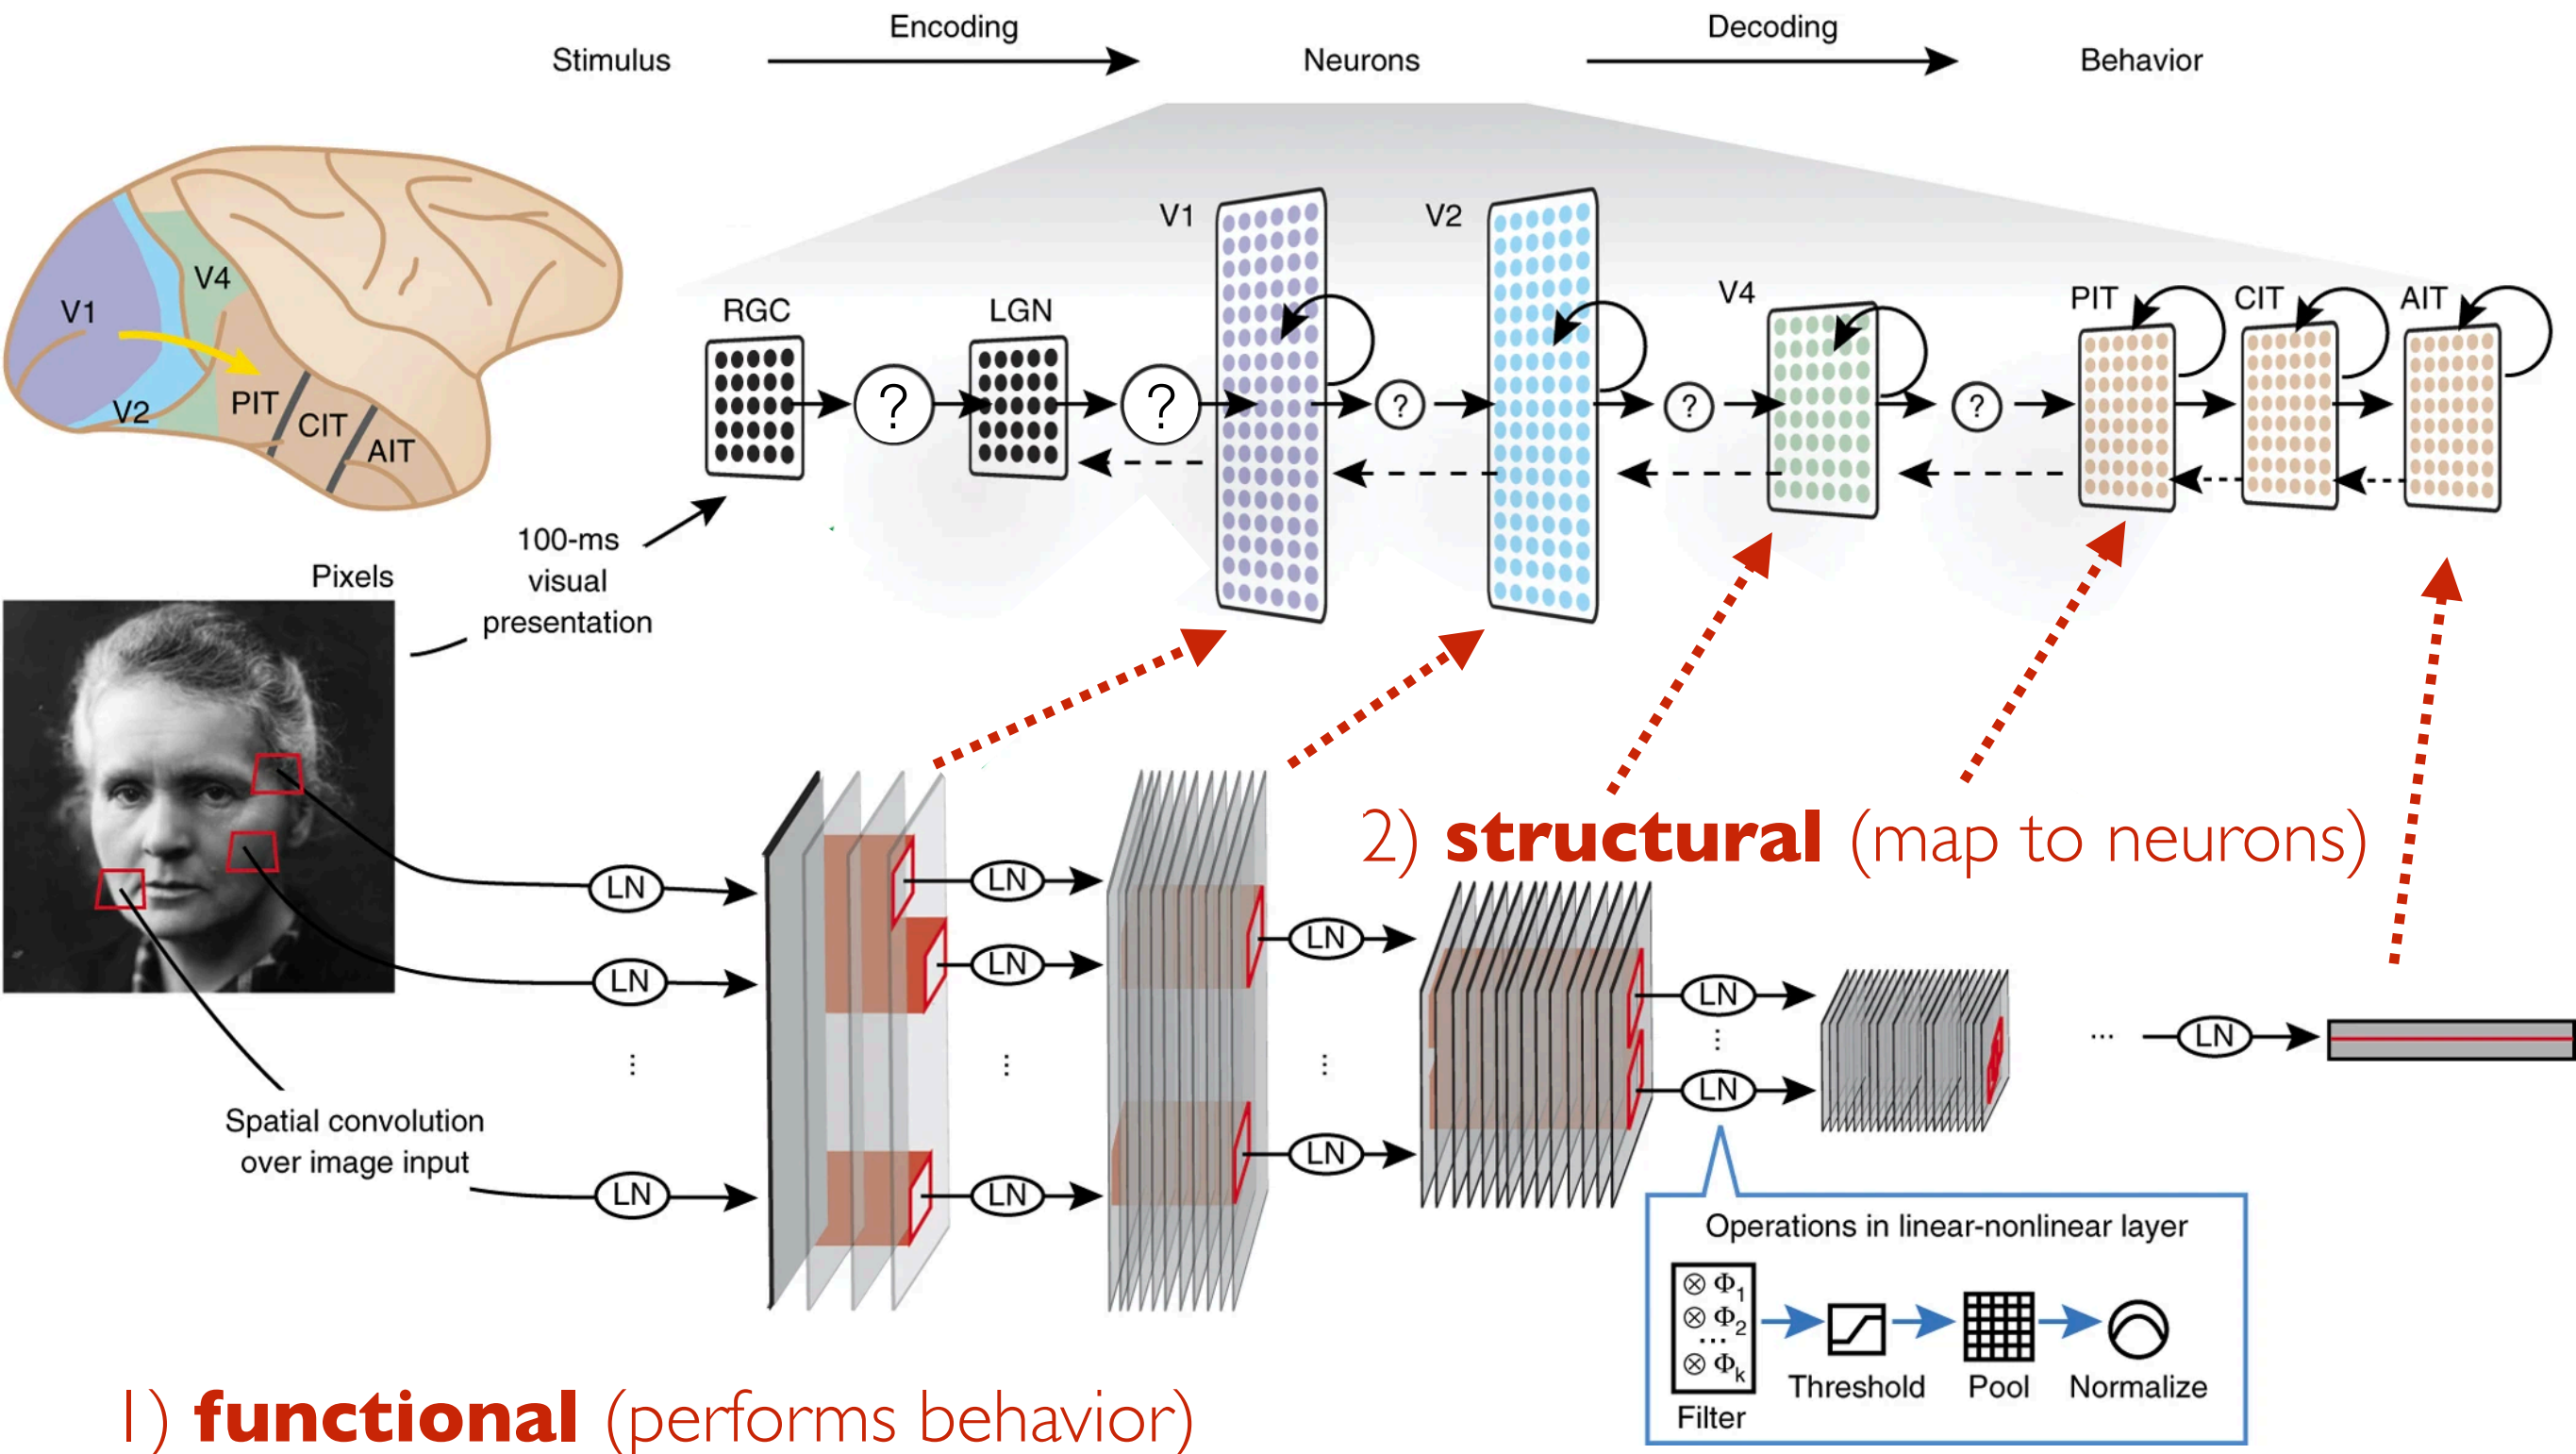 Encoding
Decoding
Stimulus
Neurons
Behavior
V1
V2
V4
PIT
CIT
AIT
RGC
LGN
?
?
?
?
?
V4
V1
V2
PIT
CIT
AIT
100-ms
visual
presentation
Pixels
2) structural (map to neurons)
LN
LN
LN
LN
LN
LN
...
LN
LN
...
LN
...
LN
...
LN
...
LN
Spatial convolution
over image input
Operations in linear-nonlinear layer
⊗ Φ1
⊗ Φ2
...
⊗ Φk
Filter
Threshold
Pool
Normalize
1) functional (performs behavior)